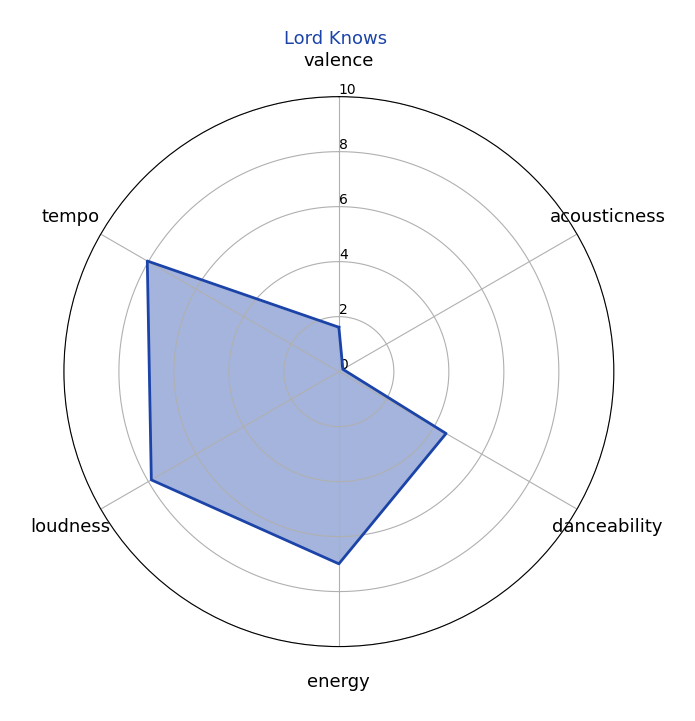 Lord Knows
valence
10
8
tempo
6
acousticness
4
2
0
loudness
danceability
energy